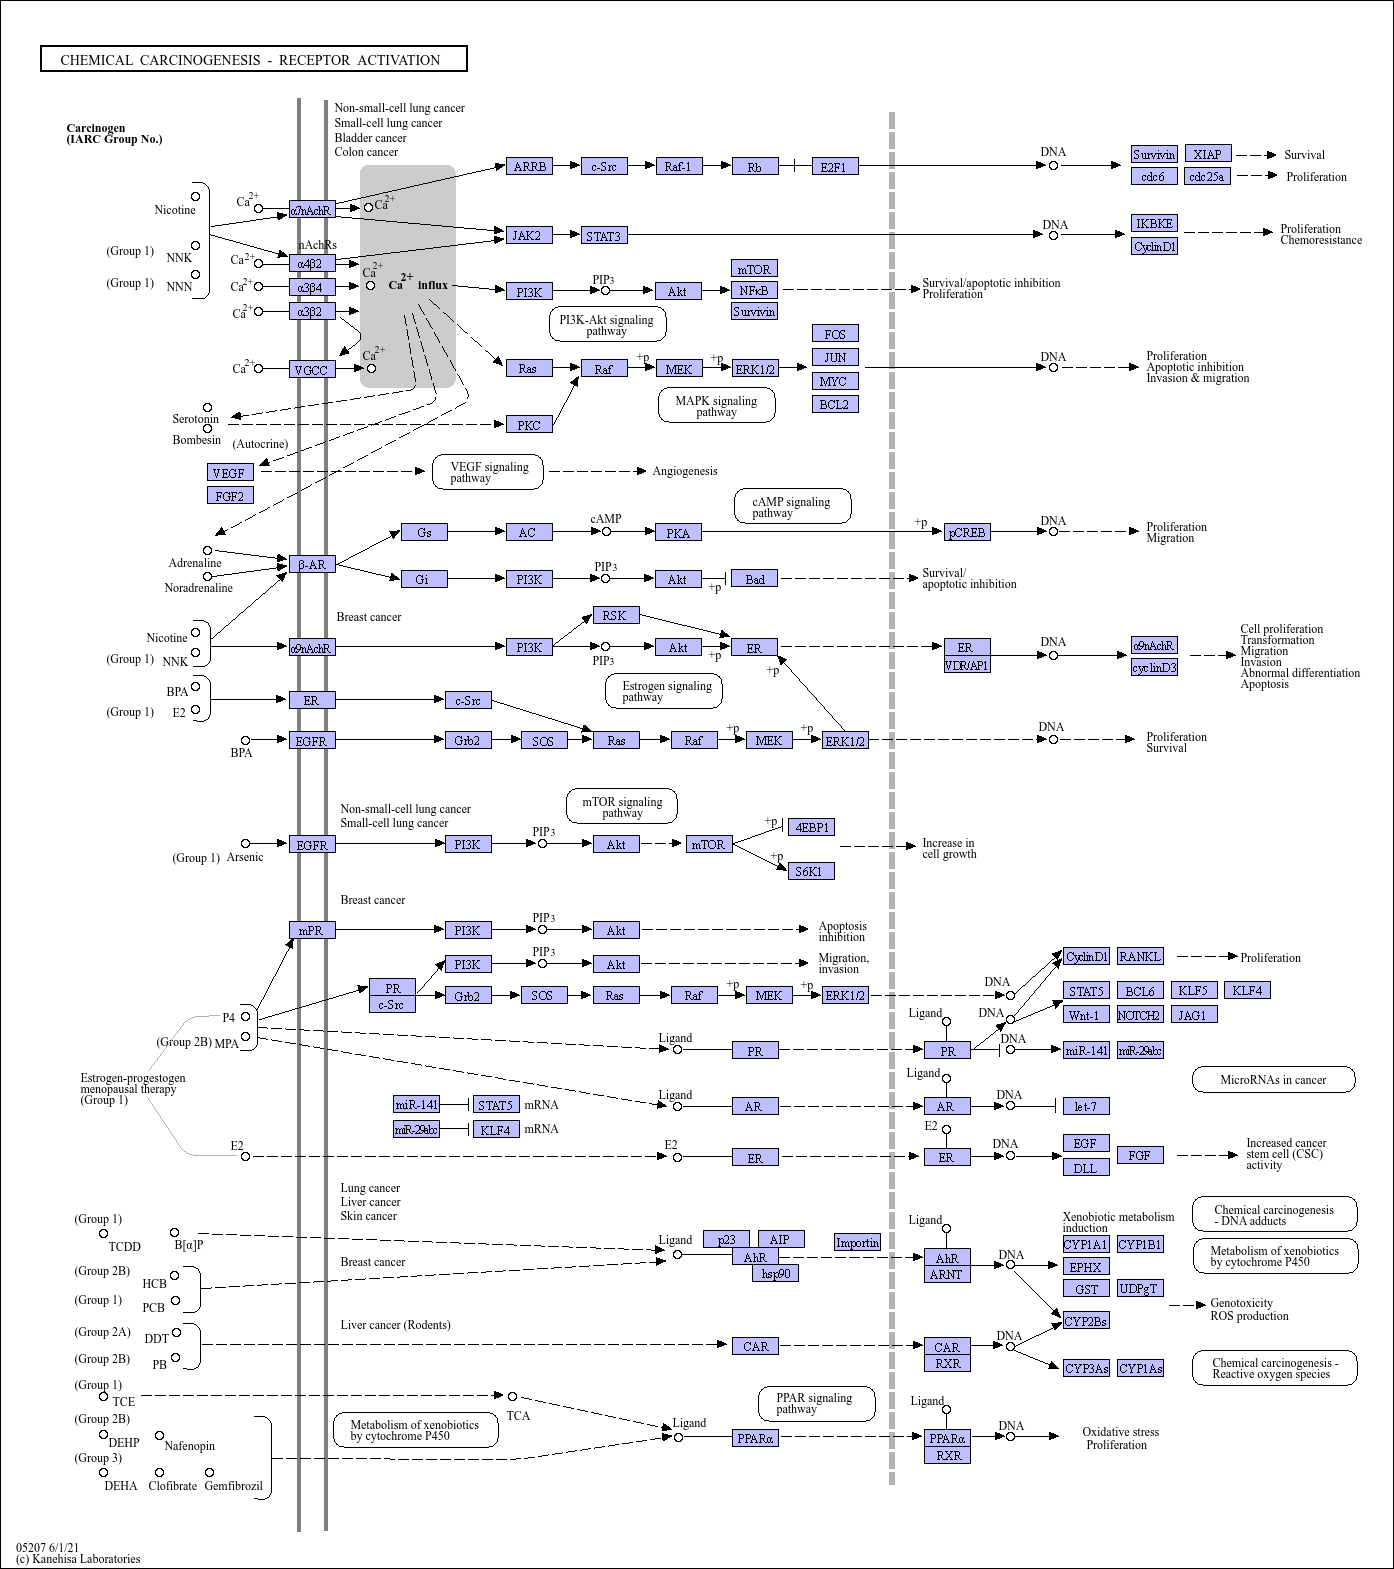 CHEMICAL CARCINOGENESIS - RECEPTOR ACTIVATION
Carcinogen
(IARC Group No.)
Non-small-cell lung cancer
Small-cell lung cancer
Bladder cancer
Colon cancer
ARRB
c-Src
Raf-1
Rb
E2F1
DNA
Survivin
XIAP
cdc6
cdc25a
Survival
Proliferation
Nicotine
(Group 1)
NNK
(Group 1)
NNN
Ca2+
α7nAchR
Ca2+
nAchRs
Ca2+
α4β2
Ca2+
Ca2+
α3β4
Ca2+
α3β2
Ca2+ influx
Ca2+
VGCC
Ca2+
JAK2
STAT3
DNA
IKBKE
CyclinD1
Proliferation
Chemoresistance
PI3K
PIP3
Akt
mTOR
NFκB
Survivin
Survival/apoptotic inhibition
Proliferation
PI3K-Akt signaling
pathway
Ras
Raf
+p
MEK
+p
ERK1/2
FOS
JUN
MYC
BCL2
DNA
Proliferation
Apoptotic inhibition
Invasion & migration
MAPK signaling
pathway
Serotonin
Bombesin
PKC
(Autocrine)
VEGF
FGF2
VEGF signaling
pathway
Angiogenesis
cAMP signaling
pathway
Adrenaline
Noradrenaline
β-AR
Gs
AC
cAMP
PKA
+p
pCREB
DNA
Proliferation
Migration
Gi
PI3K
PIP3
Akt
+p
Bad
Survival/
apoptotic inhibition
Breast cancer
Nicotine
(Group 1)
NNK
α9nAchR
PI3K
RSK
PIP3
Akt
+p
ER
+p
ER
VDR/AP1
DNA
α9nAchR
cyclinD3
Cell proliferation
Transformation
Migration
Invasion
Abnormal differentiation
Apoptosis
Estrogen signaling
pathway
BPA
(Group 1)
E2
ER
c-Src
BPA
EGFR
Grb2
SOS
Ras
Raf
+p
MEK
+p
ERK1/2
DNA
Proliferation
Survival
Non-small-cell lung cancer
Small-cell lung cancer
mTOR signaling
pathway
(Group 1)
Arsenic
EGFR
PI3K
PIP3
Akt
mTOR
+p
4EBP1
+p
S6K1
Increase in
cell growth
Breast cancer
mPR
PI3K
PIP3
Akt
Apoptosis
inhibition
PI3K
PIP3
Akt
Migration,
invasion
PR
c-Src
Grb2
SOS
Ras
Raf
+p
MEK
+p
ERK1/2
DNA
CyclinD1
RANKL
Proliferation
STAT5
BCL6
KLF5
KLF4
Wnt-1
NOTCH2
JAG1
P4
(Group 2B)
MPA
Ligand
PR
Ligand
PR
DNA
DNA
miR-141
miR-29abc
Estrogen-progestogen
menopausal therapy
(Group 1)
MicroRNAs in cancer
miR-141
STAT5
mRNA
miR-29abc
KLF4
mRNA
Ligand
AR
Ligand
AR
DNA
let-7
E2
E2
ER
E2
ER
DNA
EGF
FGF
DLL
Increased cancer
stem cell (CSC)
activity
Lung cancer
Liver cancer
Skin cancer
(Group 1)
TCDD
B[α]P
Ligand
p23
AIP
AhR
hsp90
Importin
Ligand
AhR
ARNT
DNA
Xenobiotic metabolism
induction
CYP1A1
CYP1B1
EPHX
GST
UDPgT
CYP2Bs
Chemical carcinogenesis
- DNA adducts
Metabolism of xenobiotics
by cytochrome P450
Genotoxicity
ROS production
Breast cancer
(Group 2B)
HCB
(Group 1)
PCB
Liver cancer (Rodents)
(Group 2A)
DDT
(Group 2B)
PB
CAR
CAR
RXR
DNA
CYP3As
CYP1As
Chemical carcinogenesis -
Reactive oxygen species
(Group 1)
TCE
TCA
PPAR signaling
pathway
Metabolism of xenobiotics
by cytochrome P450
(Group 2B)
DEHP
Nafenopin
(Group 3)
DEHA
Clofibrate
Gemfibrozil
Ligand
PPARα
Ligand
PPARα
RXR
DNA
Oxidative stress
Proliferation
05207 6/1/21
(c) Kanehisa Laboratories